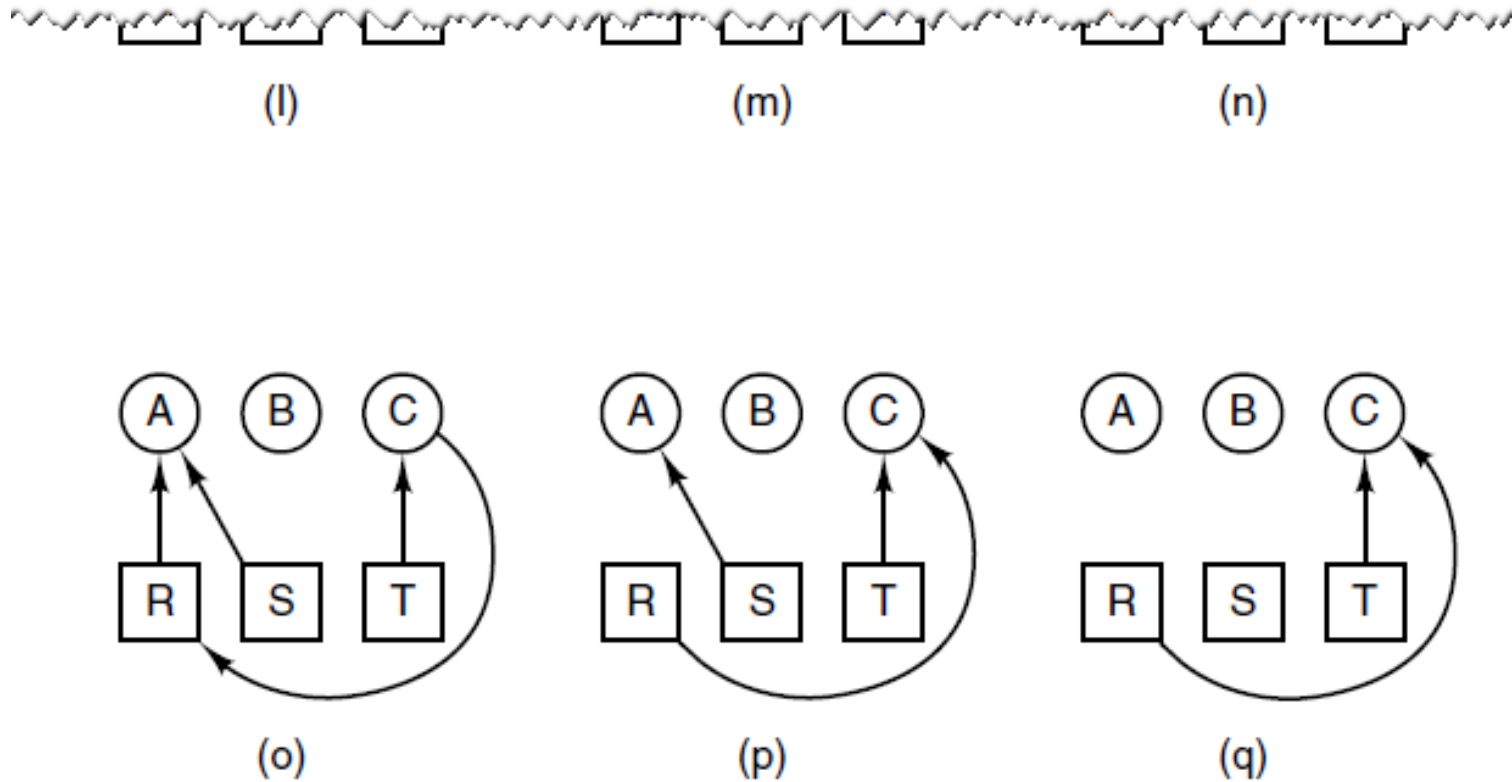 (l) (m) (n)
A B C A B C A B C
R S T R S T R S T
(o) (p) (q)